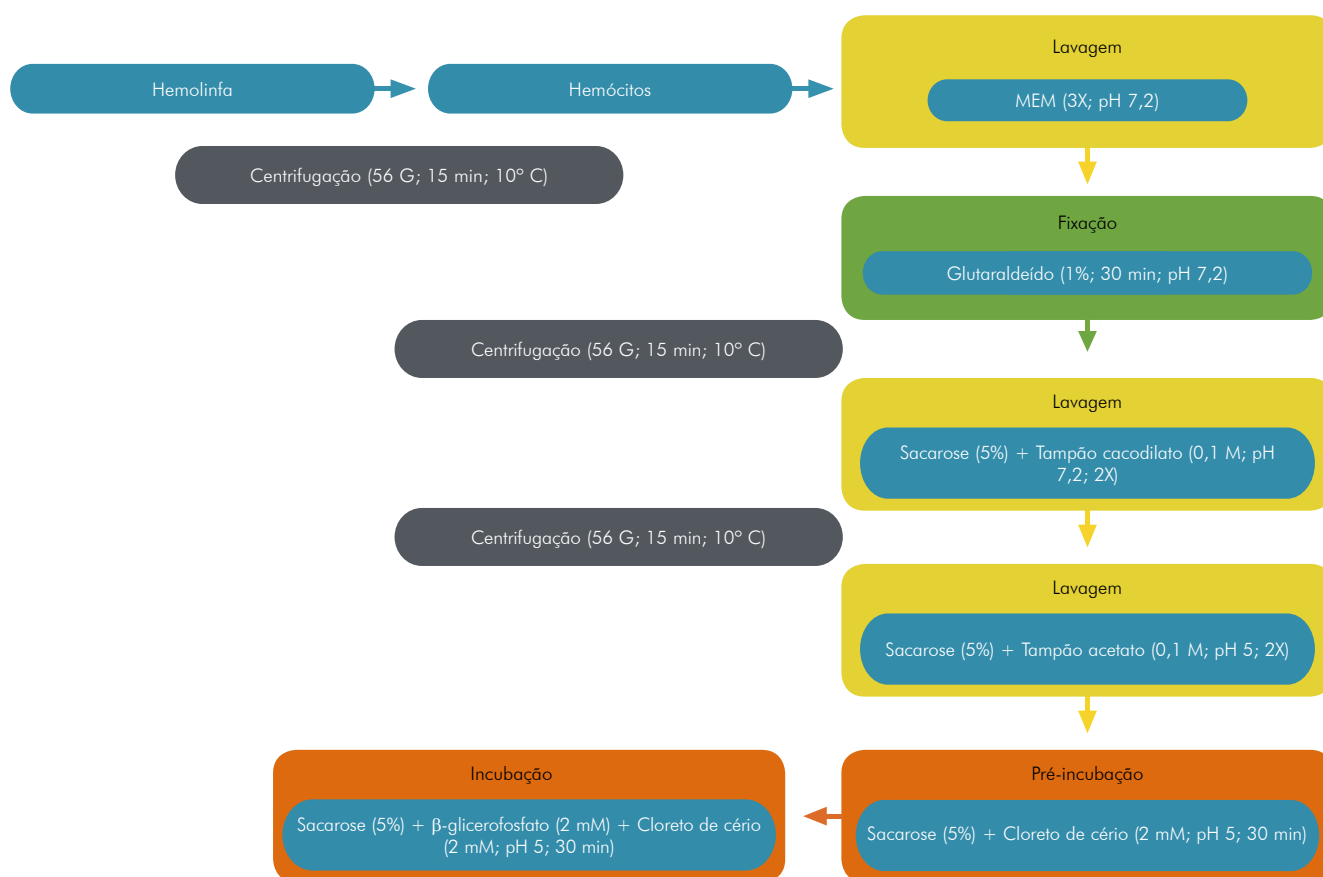 Hemolinfa
Hemócitos
Lavagem
MEM (3X; pH 7,2)
Centrifugação (56 G; 15 min; 10º C)
Fixação
Glutaraldeído (1%; 30 min; pH 7,2)
Centrifugação (56 G; 15 min; 10º C)
Lavagem
Sacarose (5%) + Tampão cacodilato (0,1 M; pH
7,2; 2X)
Centrifugação (56 G; 15 min; 10º C)
Lavagem
Sacarose (5%) + Tampão acetato (0,1 M; pH 5; 2X)
Incubação
Sacarose (5%) + β-glicerofosfato (2 mM) + Cloreto de cério
(2 mM; pH 5; 30 min)
Pré-incubação
Sacarose (5%) + Cloreto de cério (2 mM; pH 5; 30 min)